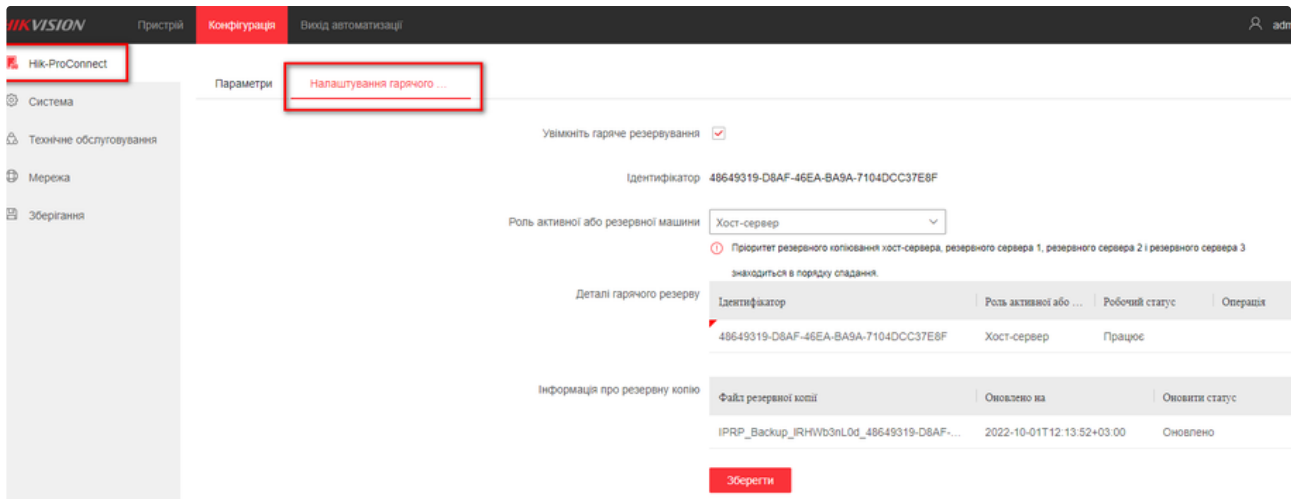 HIKVISION Пристрій Конфігурація Вихід автоматизації adm
Hik-ProConnect
Параметри Налаштування гарячого ...
Система
Увімкніть гаряче резервування
Технічне обслуговування
Мережа
Ідентифікатор 48649319-D8AF-46EA-BA9A-7104DCC37E8F
Зберігання
Роль активної або резервної машини Хост-сервер
Пріоритет резервного копіювання хост-сервера, резервного сервера 1, резервного сервера 2 і резервного сервера 3
знаходиться в порядку спадання.
Деталі гарячого резерву
Ідентифікатор Роль активної або ... Робочий статус Операція
48649319-D8AF-46EA-BA9A-7104DCC37E8F Хост-сервер Працює
Інформація про резервну копію
Файл резервної копії Оновлено на Оновити статус
IPRP_Backup_IRHWb3nL0d_48649319-D8AF-... 2022-10-01T12:13:52+03:00 Оновлено
Зберегти